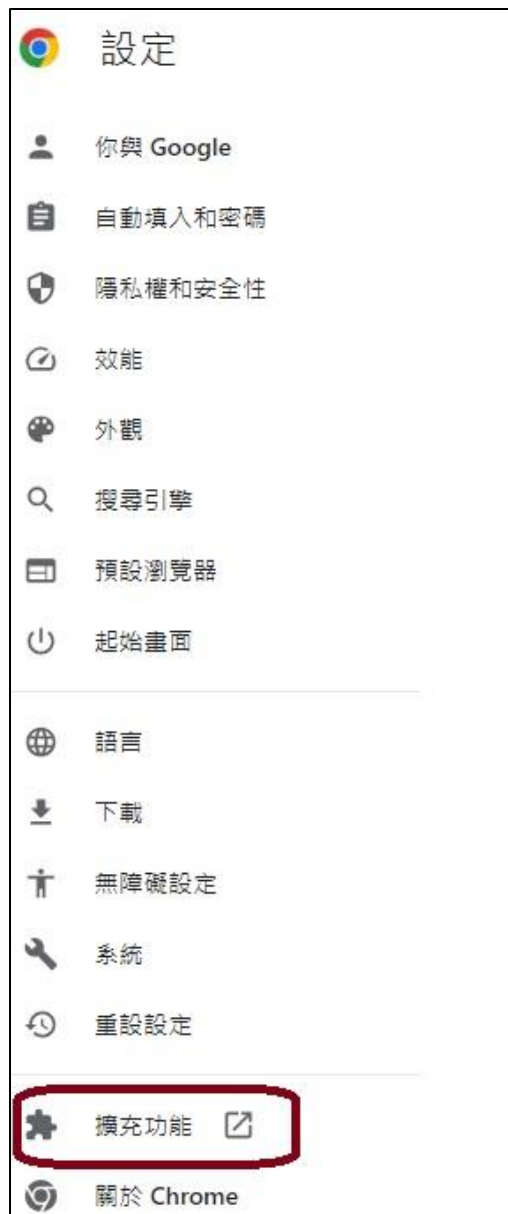 設定
你與 Google
自動填入和密碼
隱私權和安全性
效能
外觀
搜尋引擎
預設瀏覽器
起始畫面
語言
下載
無障礙設定
系統
重設設定
擴充功能
關於 Chrome